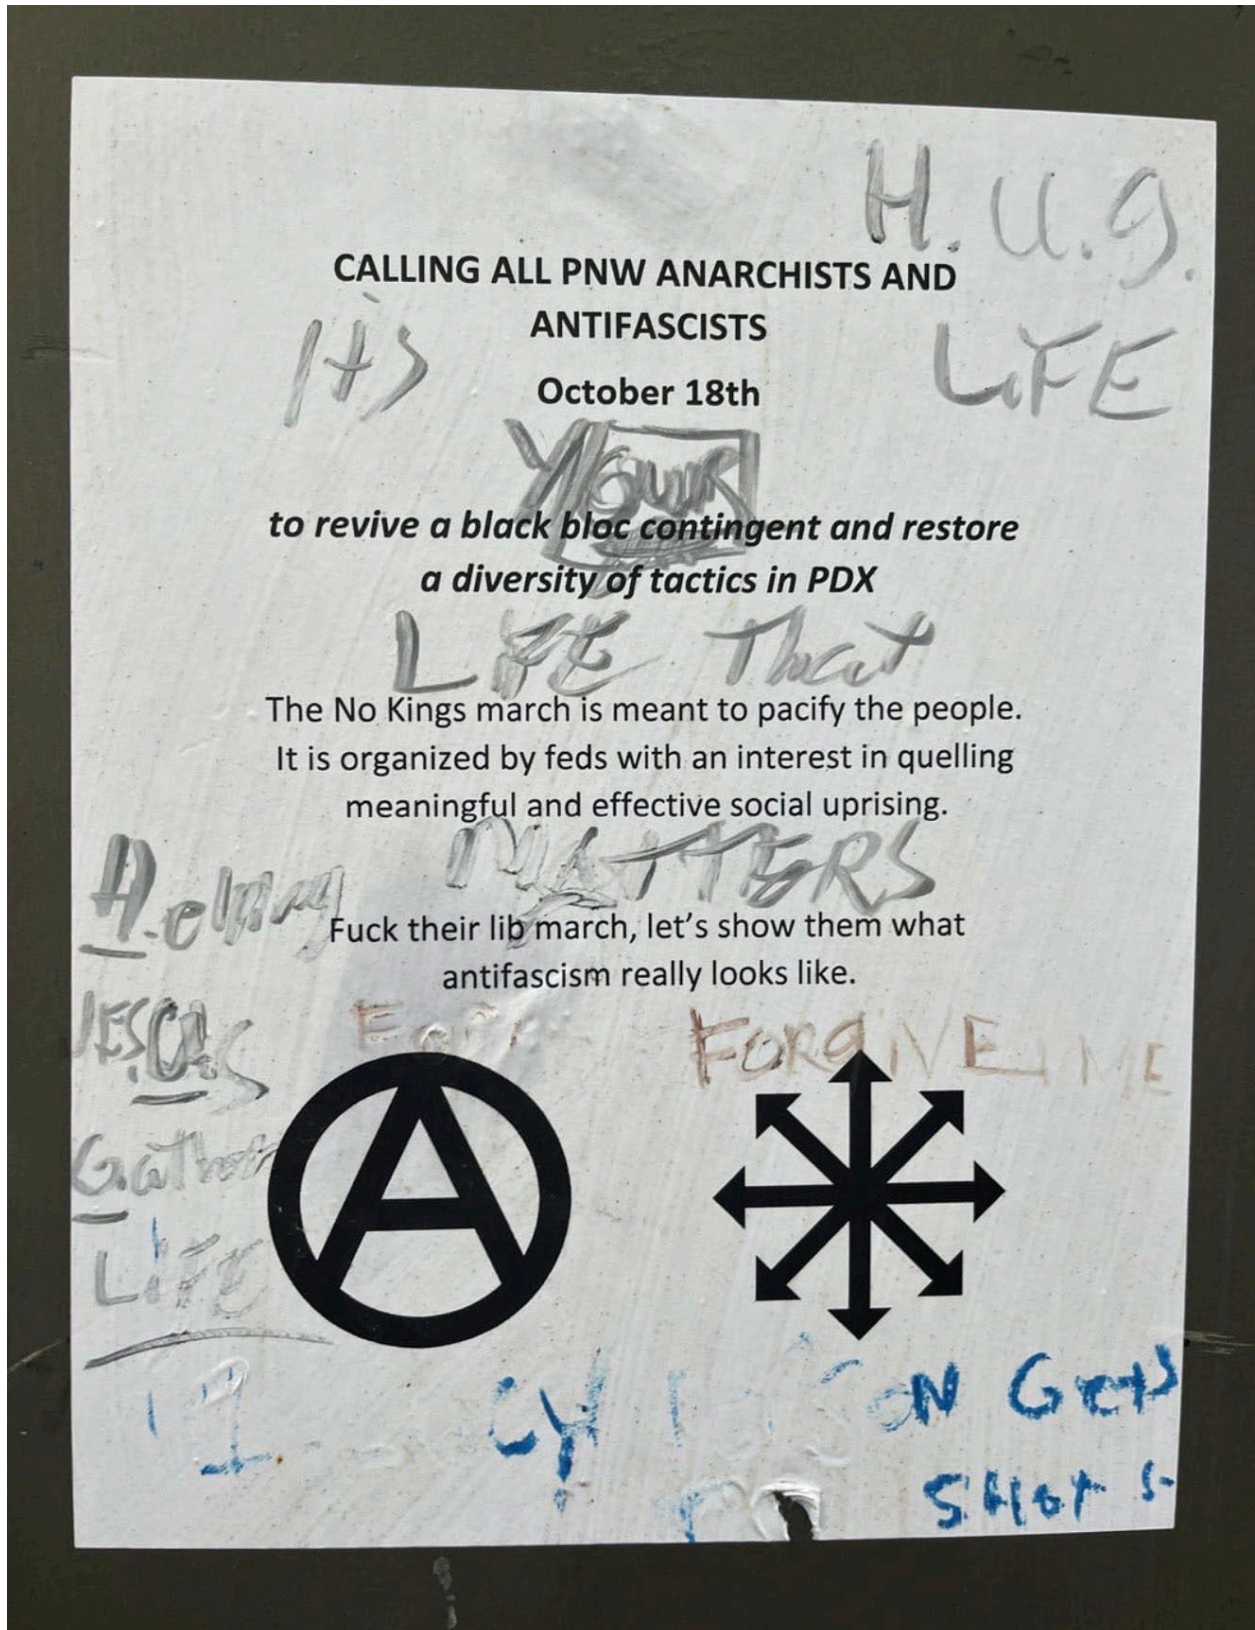 H. U. g.
CALLING ALL PNW ANARCHISTS AND
ANTIFASCISTS
It's
LiFE
October 18th
YOUR
to revive a black bloc contingent and restore
a diversity of tactics in PDX
LiFE That
The No Kings march is meant to pacify the people.
It is organized by feds with an interest in quelling
meaningful and effective social uprising.
MATTERS
Fuck their lib march, let's show them what
antifascism really looks like.
FORgiVE ME
A
LiFE
Gets
SHot